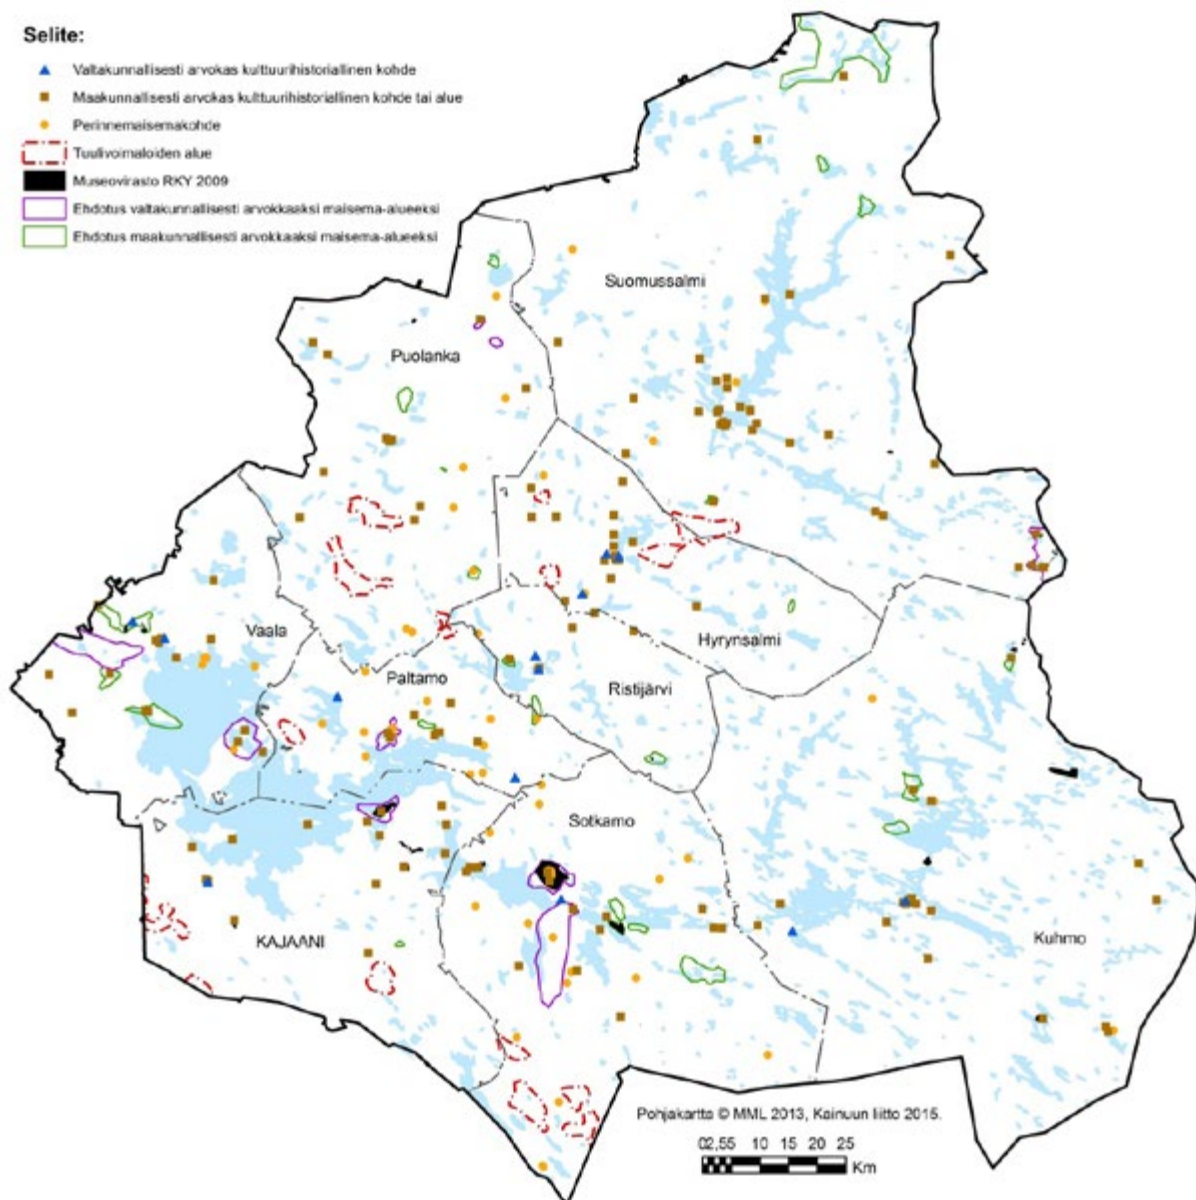 Selite:
Valtakunnallisesti arvokas kulttuurihistoriallinen kohde
Maakunnallisesti arvokas kulttuurihistoriallinen kohde tai alue
Perinnemaisemakohde
Tuulivoimaloiden alue
Museovirasto RKY 2009
Ehdotus valtakunnallisesti arvokkaaksi maisema-alueeksi
Ehdotus maakunnallisesti arvokkaaksi maisema-alueeksi
Suomussalmi
Puolanka
Vaala
Hyrynsalmi
Paltamo
Ristijärvi
Sotkamo
KAJAANI
Kuhmo
Pohjakartta © MML 2013, Kainuun liitto 2015.
02,55 10 15 20 25
Km